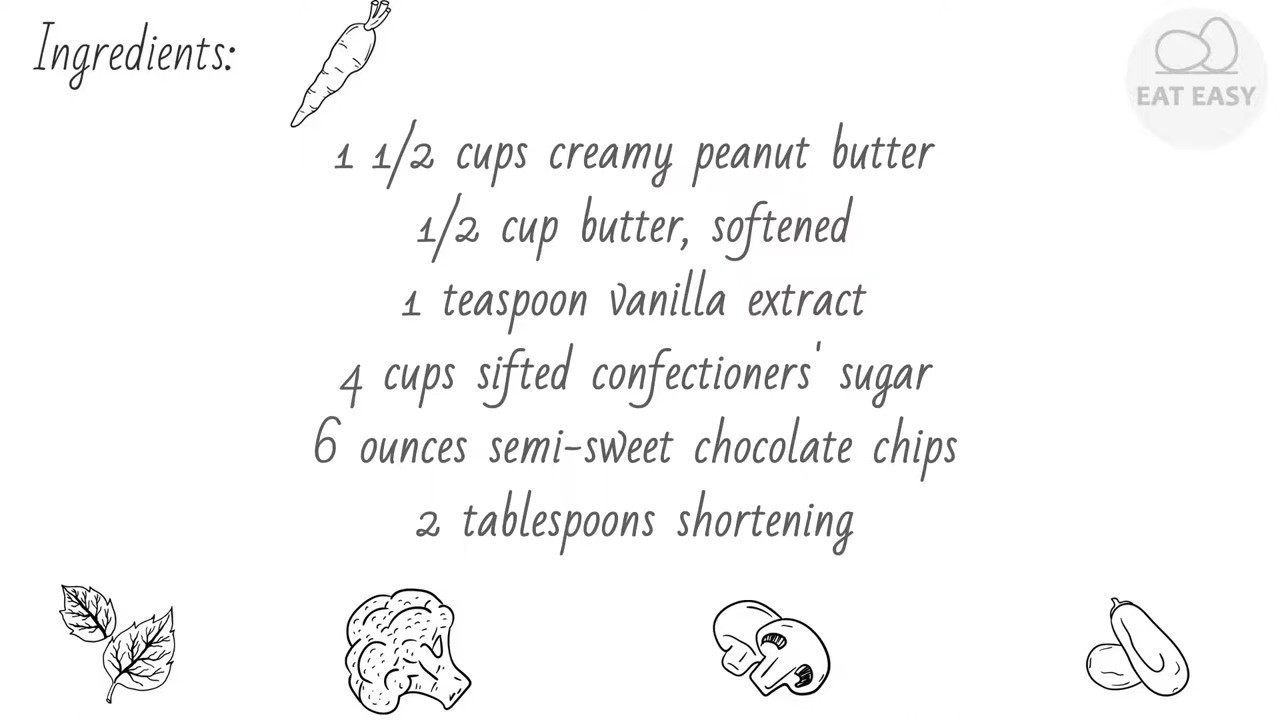 Ingredients:
EAT EASY
1 1/2 cups creamy peanut butter
1/2 cup butter, softened
1 teaspoon vanilla extract
4 cups sifted confectioners' sugar
6 ounces semi-sweet chocolate chips
2 tablespoons shortening